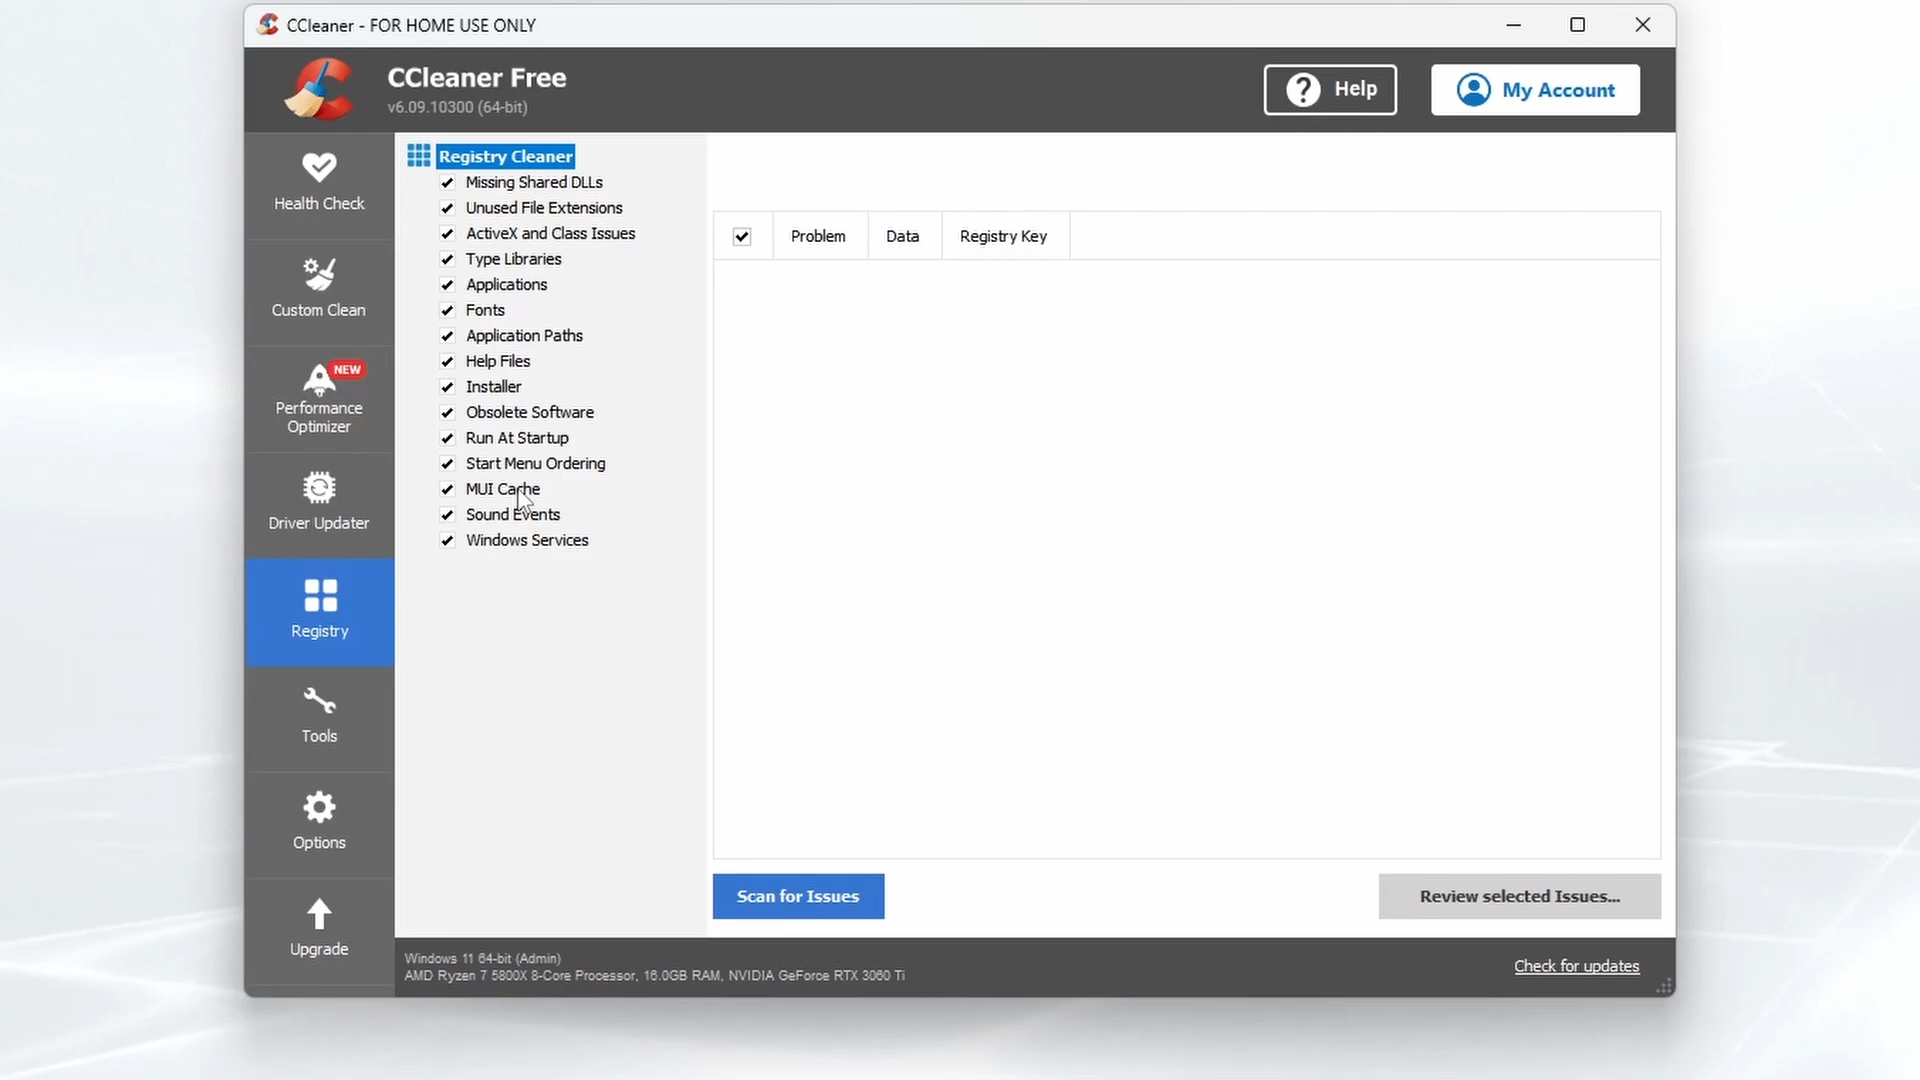 CCleaner - FOR HOME USE ONLY
CCleaner Free
v6.09.10300 (64-bit)
Help
My Account
Health Check
Custom Clean
NEW
Performance
Optimizer
Driver Updater
Registry
Tools
Options
Upgrade
Registry Cleaner
Missing Shared DLLs
Unused File Extensions
ActiveX and Class Issues
Type Libraries
Applications
Fonts
Application Paths
Help Files
Installer
Obsolete Software
Run At Startup
Start Menu Ordering
MUI Cache
Sound Events
Windows Services
Problem Data Registry Key
Scan for Issues
Review selected Issues...
Windows 11 64-bit (Admin)
AMD Ryzen 7 5800X 8-Core Processor, 16.0GB RAM, NVIDIA GeForce RTX 3060 Ti
Check for updates